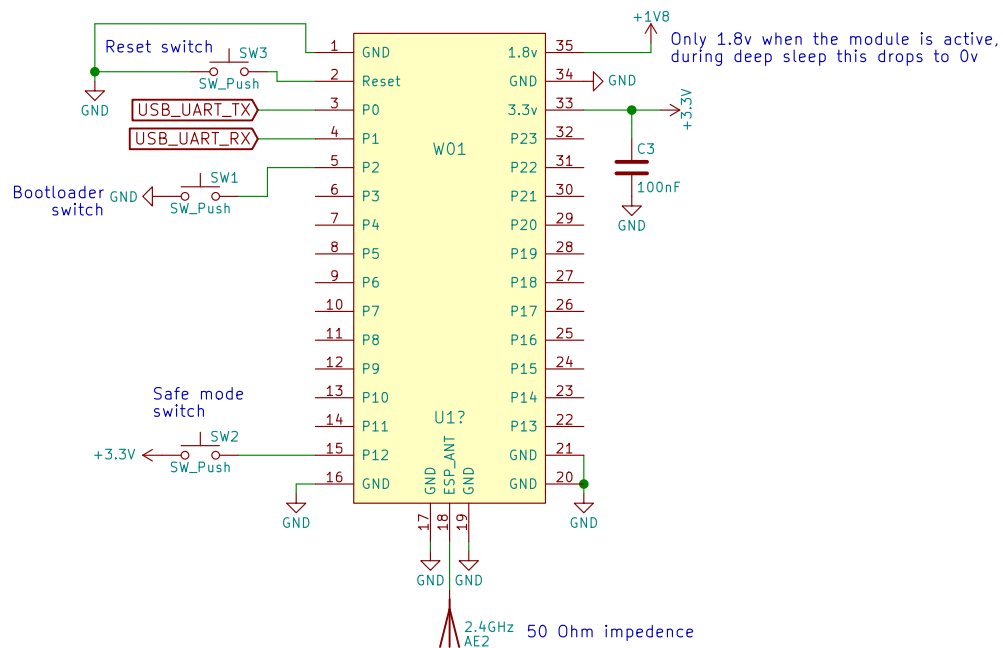 +1V8
Reset switch
SW3
SW_Push
GND
1
GND
1.8v
35
Only 1.8v when the module is active,
during deep sleep this drops to 0v
2
Reset
GND
34
GND
USB_UART_TX
3
P0
3.3v
33
+3.3V
USB_UART_RX
4
P1
P23
32
W01
C3
100nF
GND
5
P2
P22
31
Bootloader
switch
GND
SW1
SW_Push
6
P3
P21
30
7
P4
P20
29
8
P5
P19
28
9
P6
P18
27
10
P7
P17
26
11
P8
P16
25
12
P9
P15
24
Safe mode
switch
13
P10
P14
23
14
P11
U1?
P13
22
+3.3V
SW2
SW_Push
15
P12
GND
21
16
GND
GND
20
GND
GND
ESP_ANT
GND
17
18
19
GND
GND
GND
2.4GHz
AE2
50 Ohm impedence